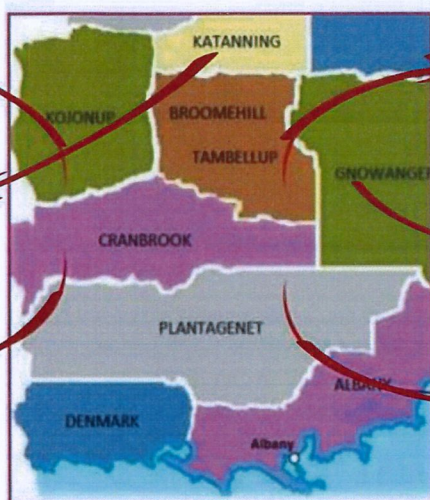 KATANNING
KOJONUP
BROOMEHILL
TAMBELLUP
GNOWANGER
CRANBROOK
PLANTAGENET
ALBANY
DENMARK
Albany